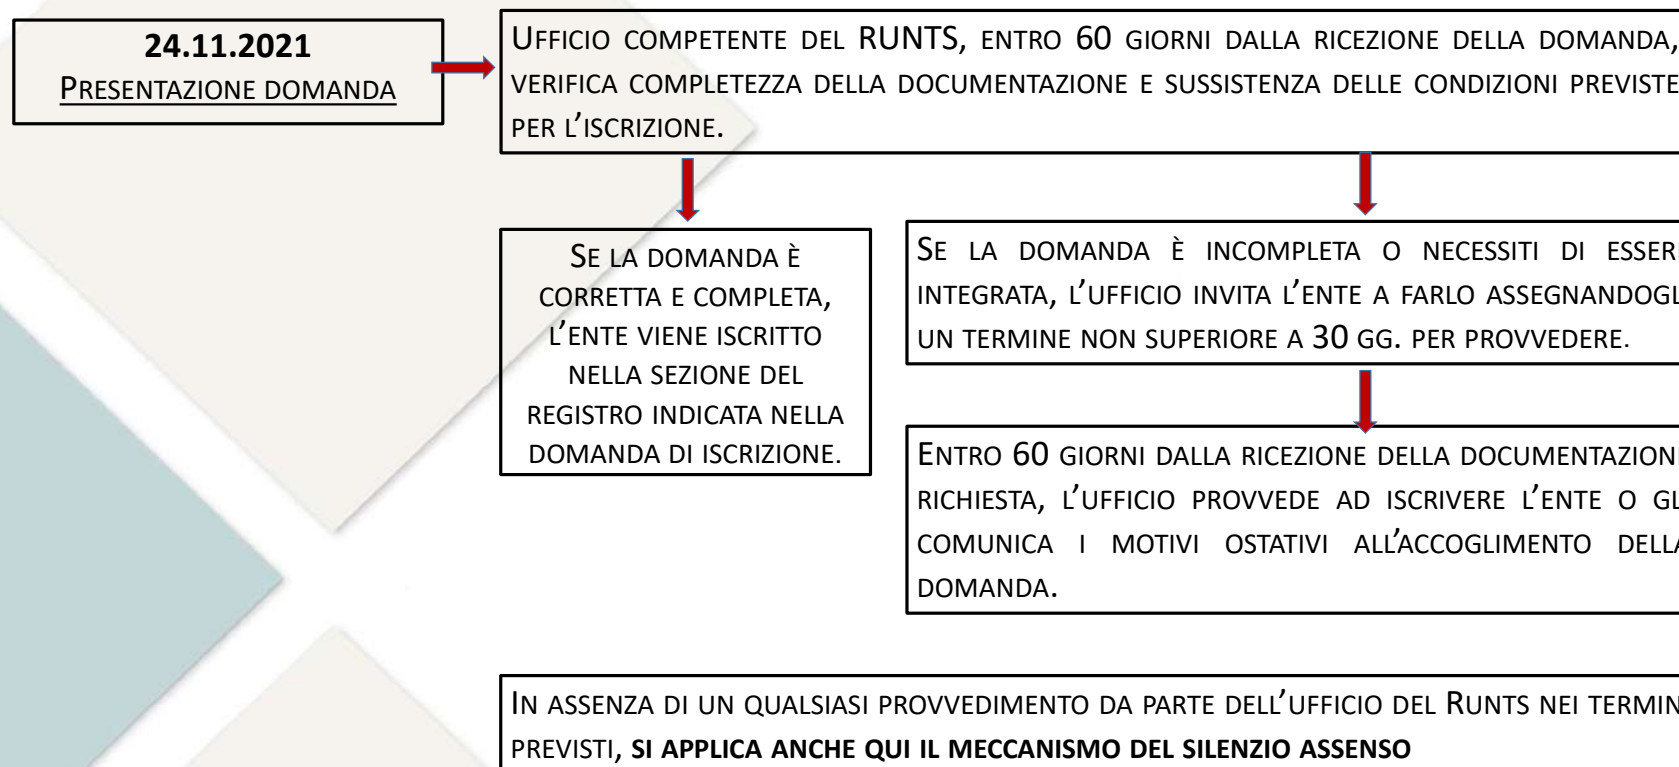 24.11.2021
Presentazione domanda
Ufficio competente del RUNTS, entro 60 giorni dalla ricezione della domanda,
verifica completezza della documentazione e sussistenza delle condizioni previste
per l'iscrizione.
Se la domanda è
corretta e completa,
l'ente viene iscritto
nella sezione del
registro indicata nella
domanda di iscrizione.
Se la domanda è incompleta o necessiti di esser
integrata, l'ufficio invita l'ente a farlo assegnandogl
un termine non superiore a 30 gg. per provvedere.
Entro 60 giorni dalla ricezione della documentazion
richiesta, l'ufficio provvede ad iscrivere l'ente o gl
comunica i motivi ostativi all'accoglimento della
domanda.
In assenza di un qualsiasi provvedimento da parte dell'ufficio del Runts nei termin
previsti, si applica anche qui il meccanismo del silenzio assenso